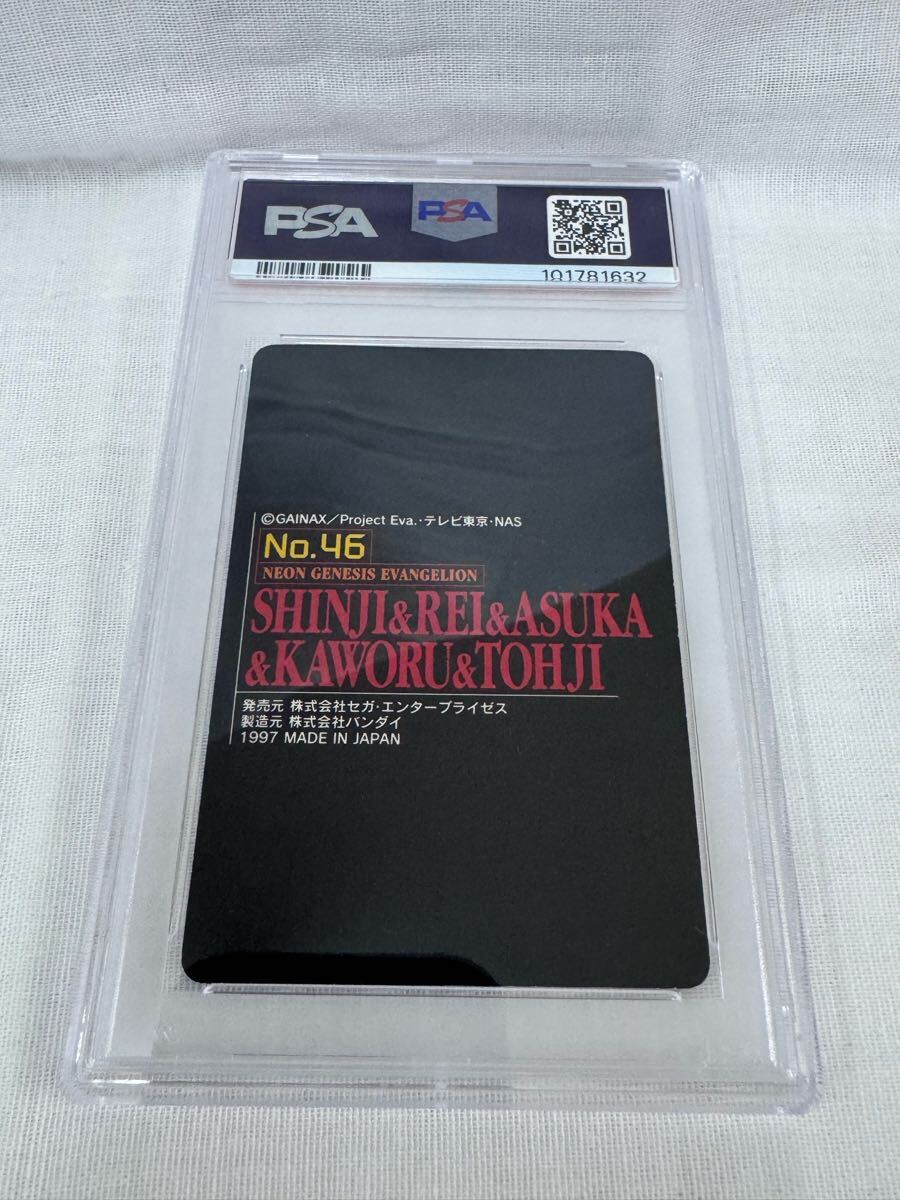 PSA PSA
101781632
©GAINAX／Project Eva.・テレビ東京・NAS
No.46
NEON GENESIS EVANGELION
SHINJI&REI&ASUKA
&KAWORU&TOHJI
発売元 株式会社セガ・エンタープライゼス
製造元 株式会社バンダイ
1997 MADE IN JAPAN